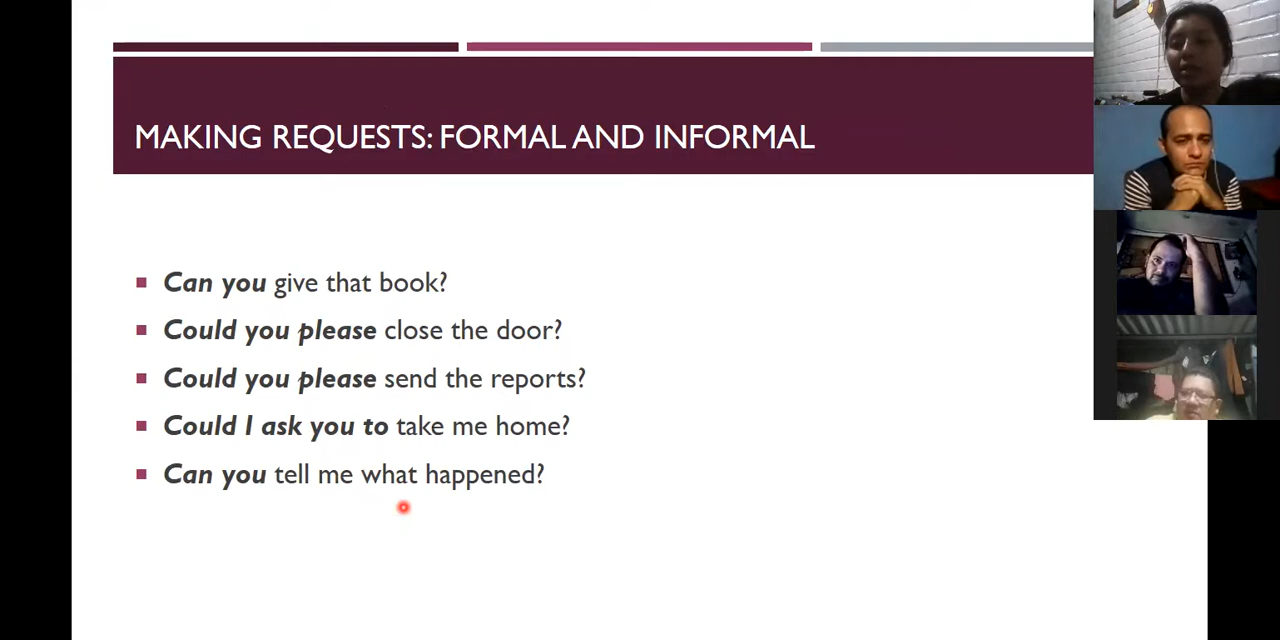 MAKING REQUESTS: FORMAL AND INFORMAL
Can you give that book?
Could you please close the door?
Could you please send the reports?
Could I ask you to take me home?
Can you tell me what happened?